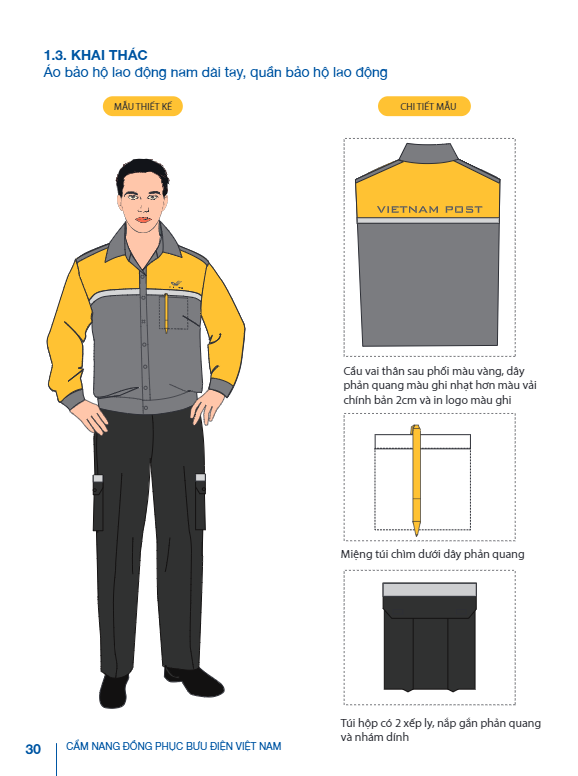 1.3. KHAI THÁC
Áo bảo hộ lao động nam dài tay, quần bảo hộ lao động
MẪU THIẾT KẾ
CHI TIẾT MẪU
VIETNAM POST
Cầu vai thân sau phối màu vàng, dây
phản quang màu ghi nhạt hơn màu vải
chính bản 2cm và in logo màu ghi
Miệng túi chìm dưới dây phản quang
Túi hộp có 2 xếp ly, nắp gắn phản quang
và nhám dính
30
CẨM NANG ĐỒNG PHỤC BƯU ĐIỆN VIỆT NAM